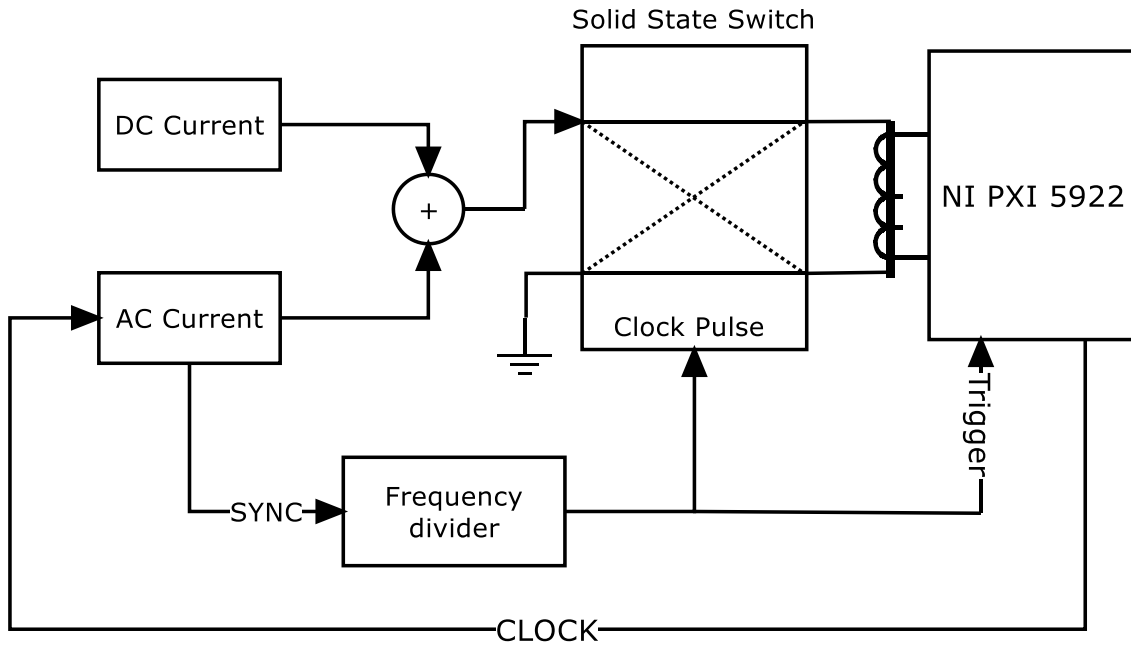 Solid State Switch
DC Current
+
NI PXI 5922
AC Current
Clock Pulse
Trigger
SYNC
Frequency
divider
CLOCK